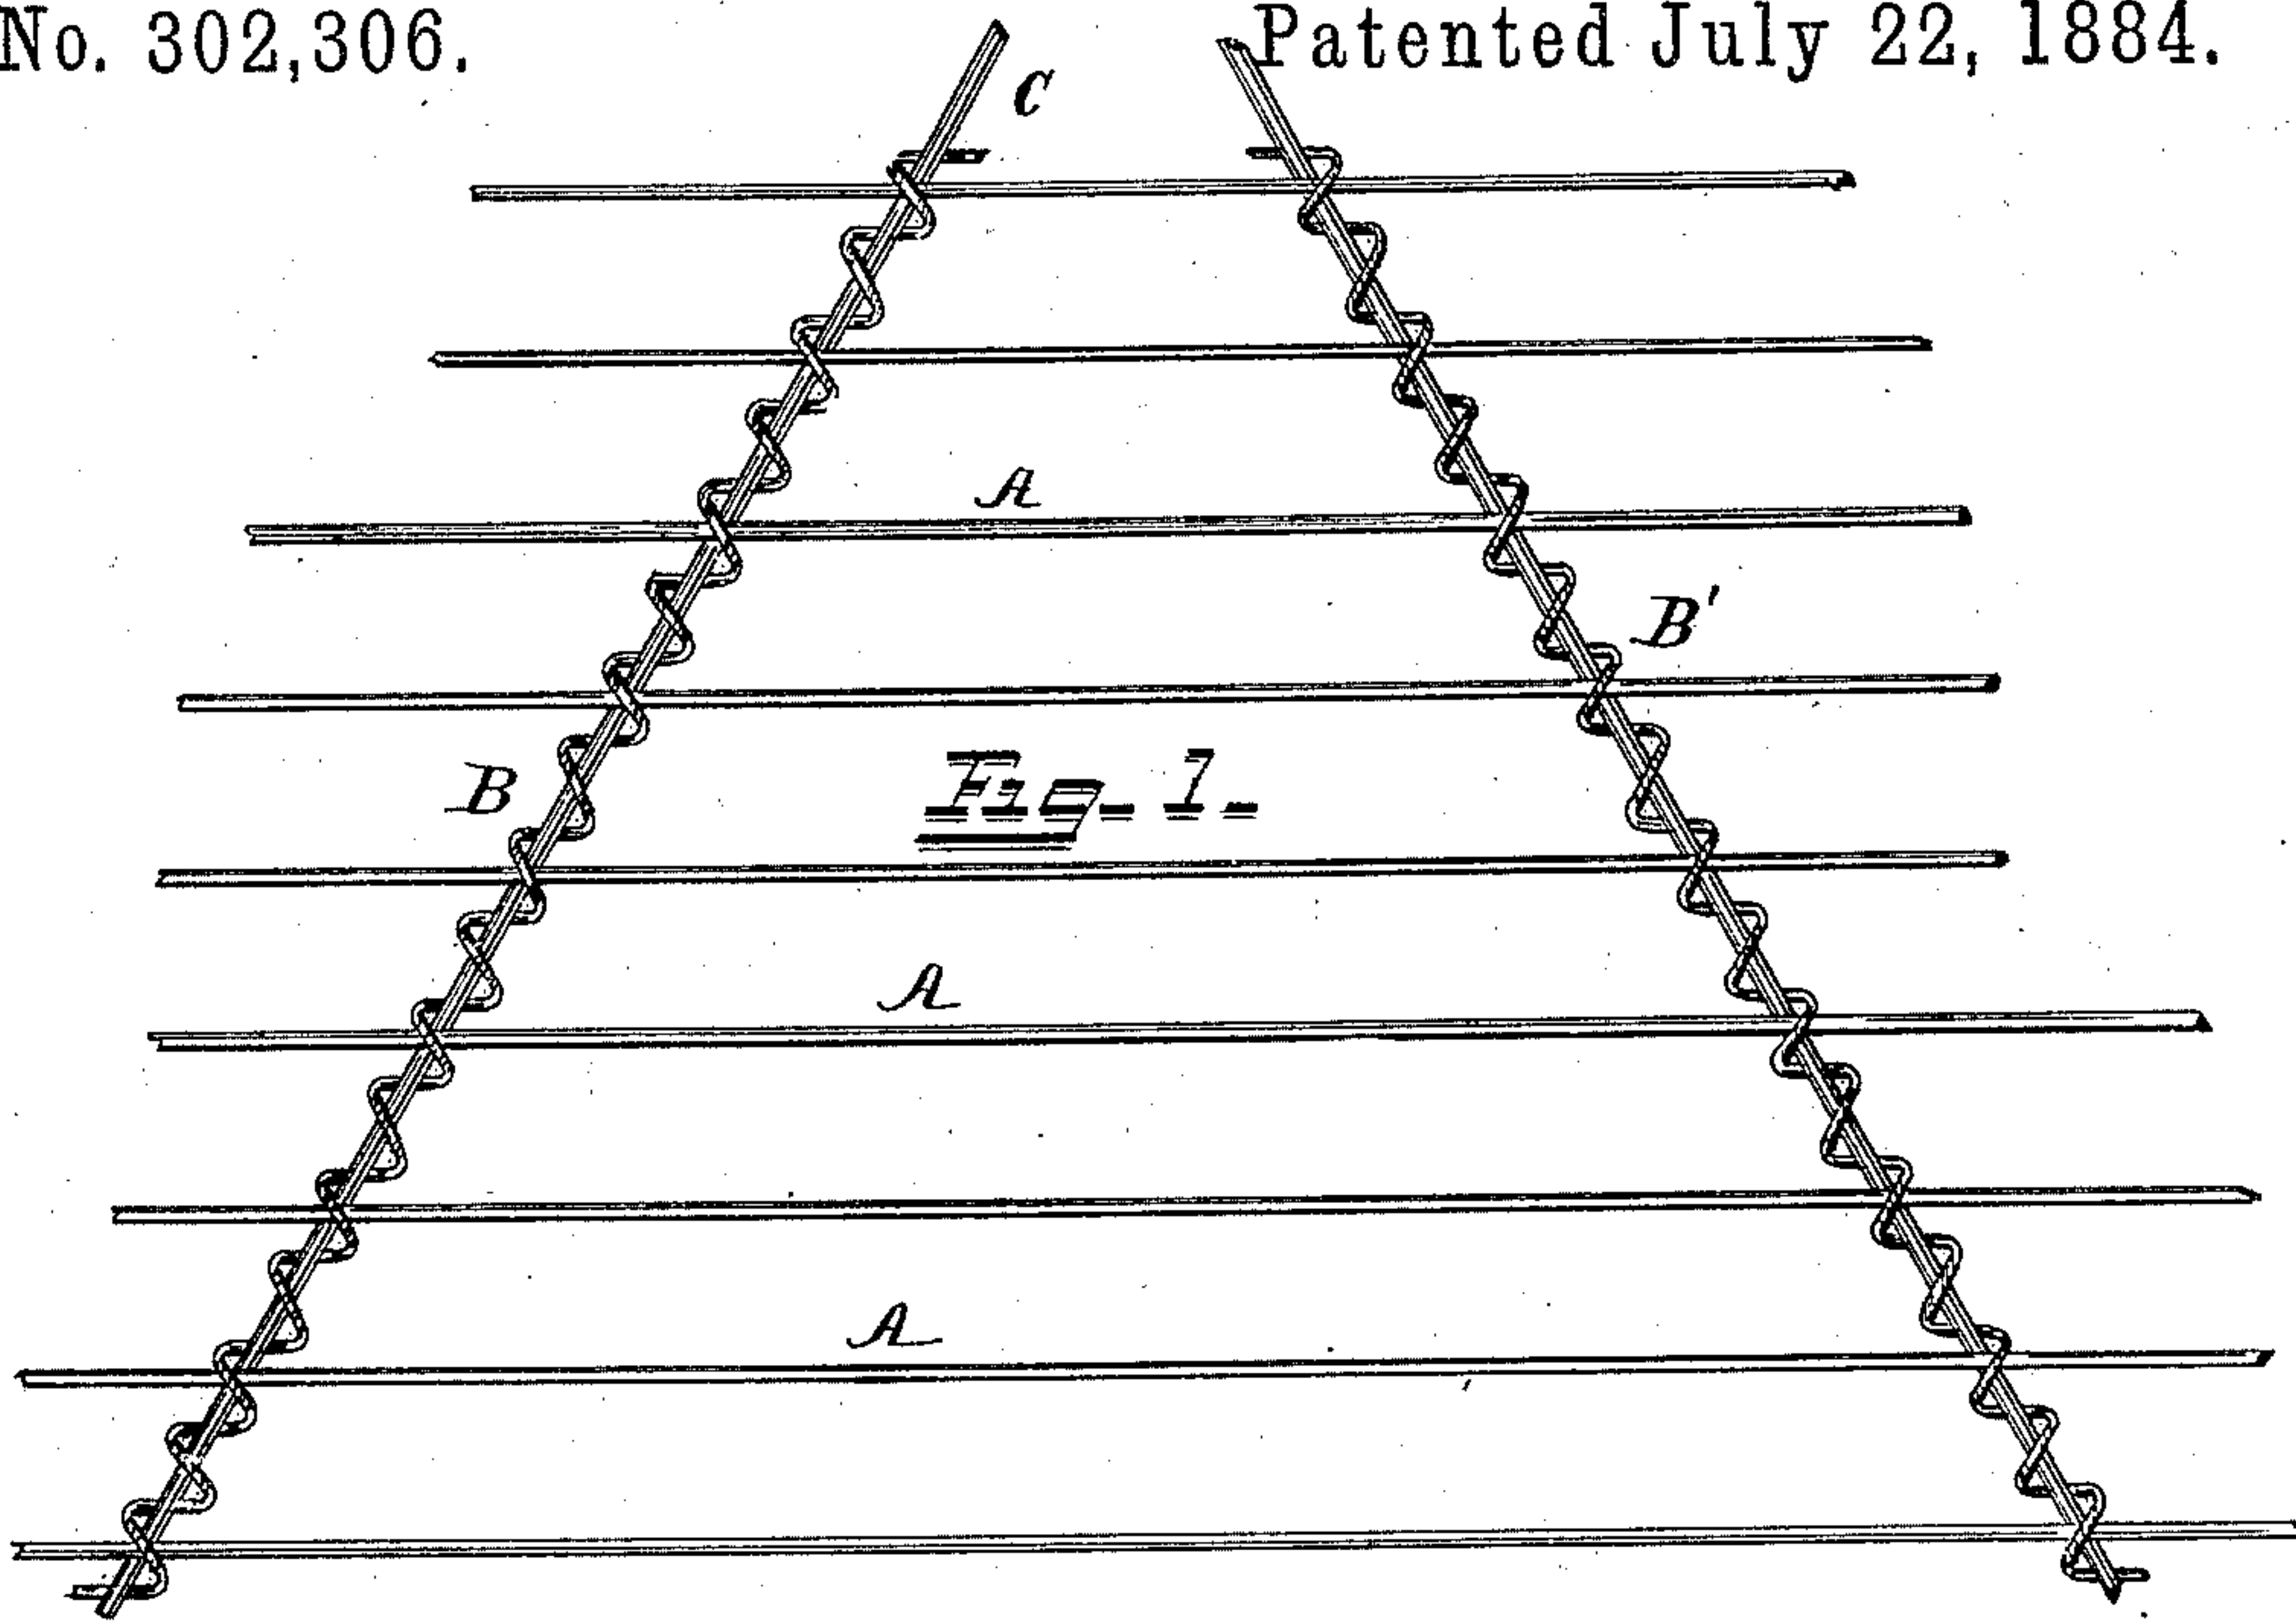 No. 302,306. Patented July 22, 1884.
C
A
B'
B
Fig. 1.
A
A